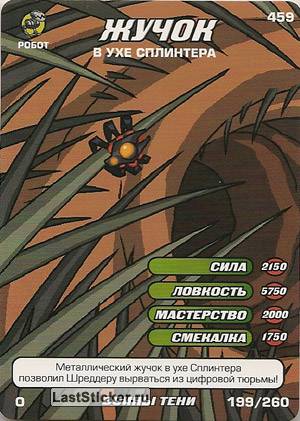 ЖУЧОК
459
РОБОТ
В УХЕ СПЛИНТЕРА
СИЛА 2150
ЛОВКОСТЬ 5750
МАСТЕРСТВО 2000
СМЕКАЛКА 1750
Металлический жучок в ухе Сплинтера
позволил Шреддеру вырваться из цифровой тюрьмы!
0
ТЕНИ
199/260
© LastSticker.ru